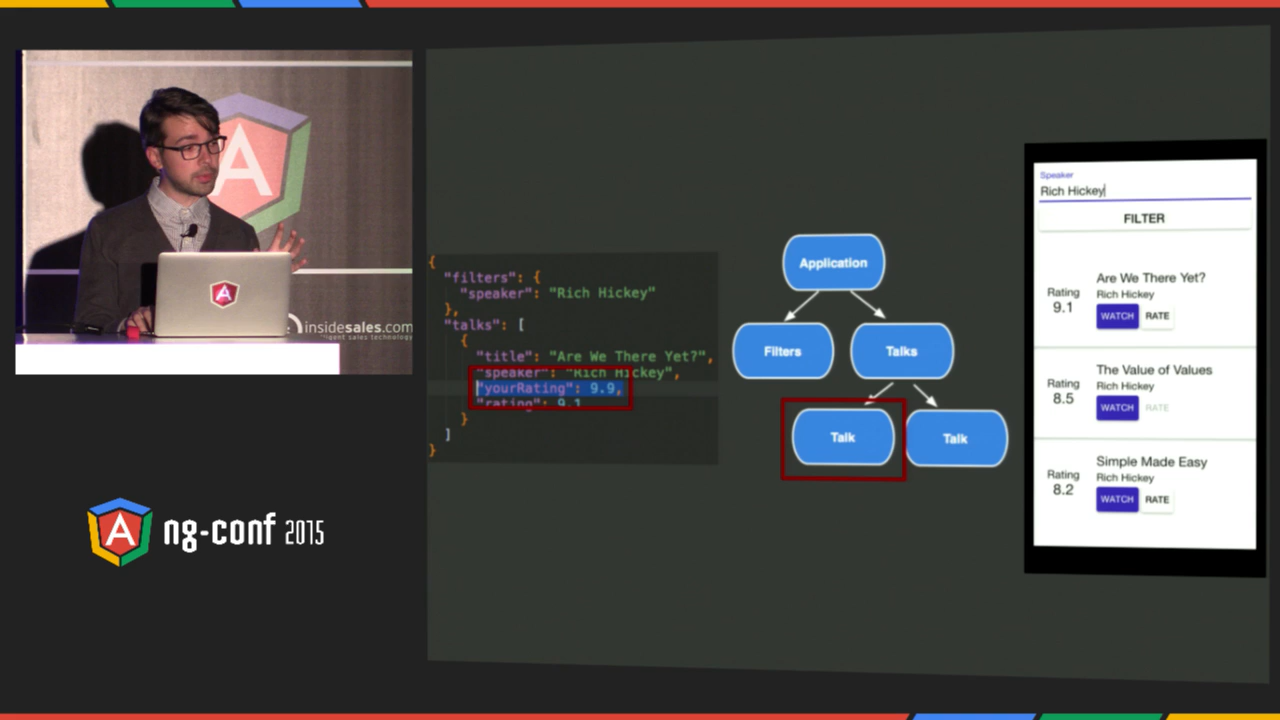 A
A
insidesales.com
ng-conf 2015
A
{
"filters": {
"speaker": "Rich Hickey"
},
"talks": [
{
"title": "Are We There Yet?",
"speaker": "Rich Hickey",
"yourRating": 9.9,
"rating": 9.1
}
]
}
Application
Filters
Talks
Talk
Talk
Speaker
Rich Hickey
FILTER
Are We There Yet?
Rating
Rich Hickey
9.1
WATCH
RATE
The Value of Values
Rating
Rich Hickey
8.5
WATCH
RATE
Simple Made Easy
Rating
Rich Hickey
8.2
WATCH
RATE